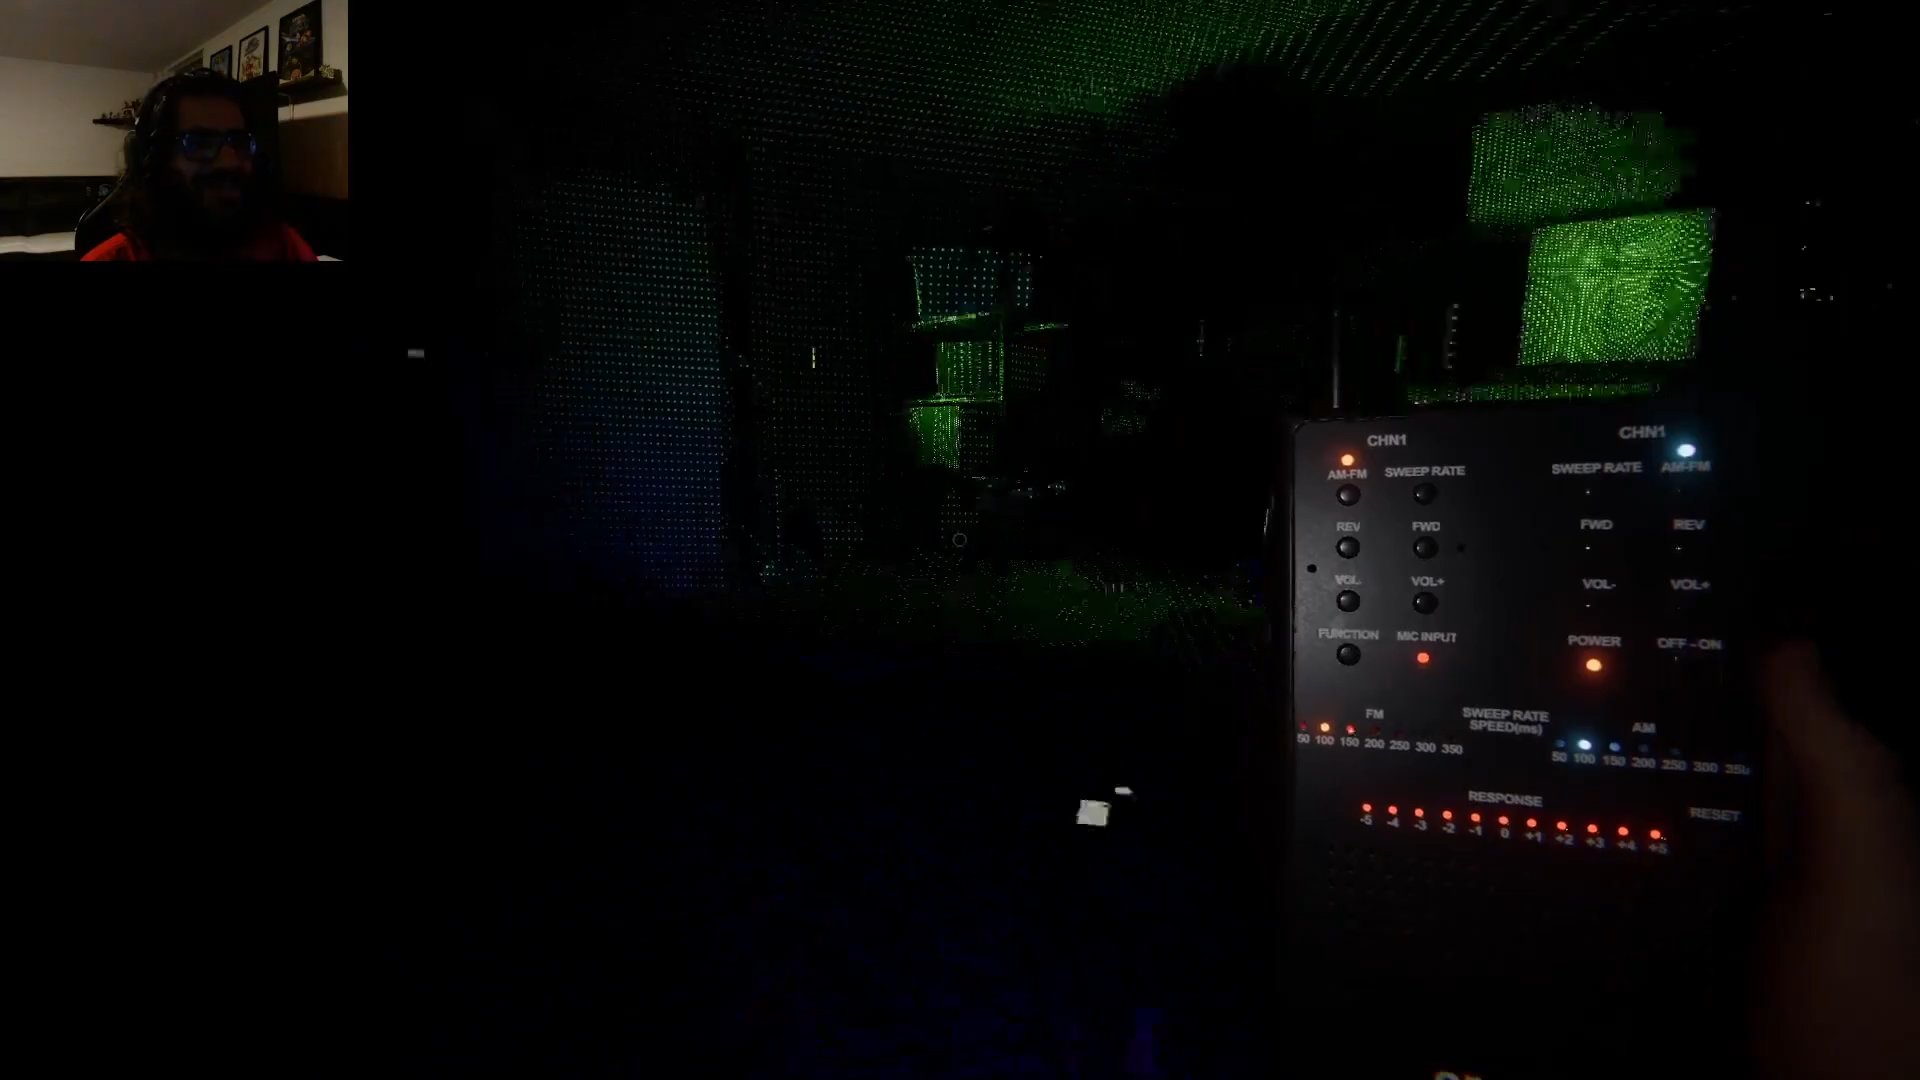 CHN1 CHN1
AM-FM SWEEP RATE SWEEP RATE AM-FM
REV FWD FWD REV
VOL- VOL+ VOL- VOL+
FUNCTION MIC INPUT POWER OFF - ON
FM SWEEP RATE SPEED(ms) AM
50 100 150 200 250 300 350 50 100 150 200 250 300 350
RESPONSE RESET
-5 -4 -3 -2 -1 0 +1 +2 +3 +4 +5